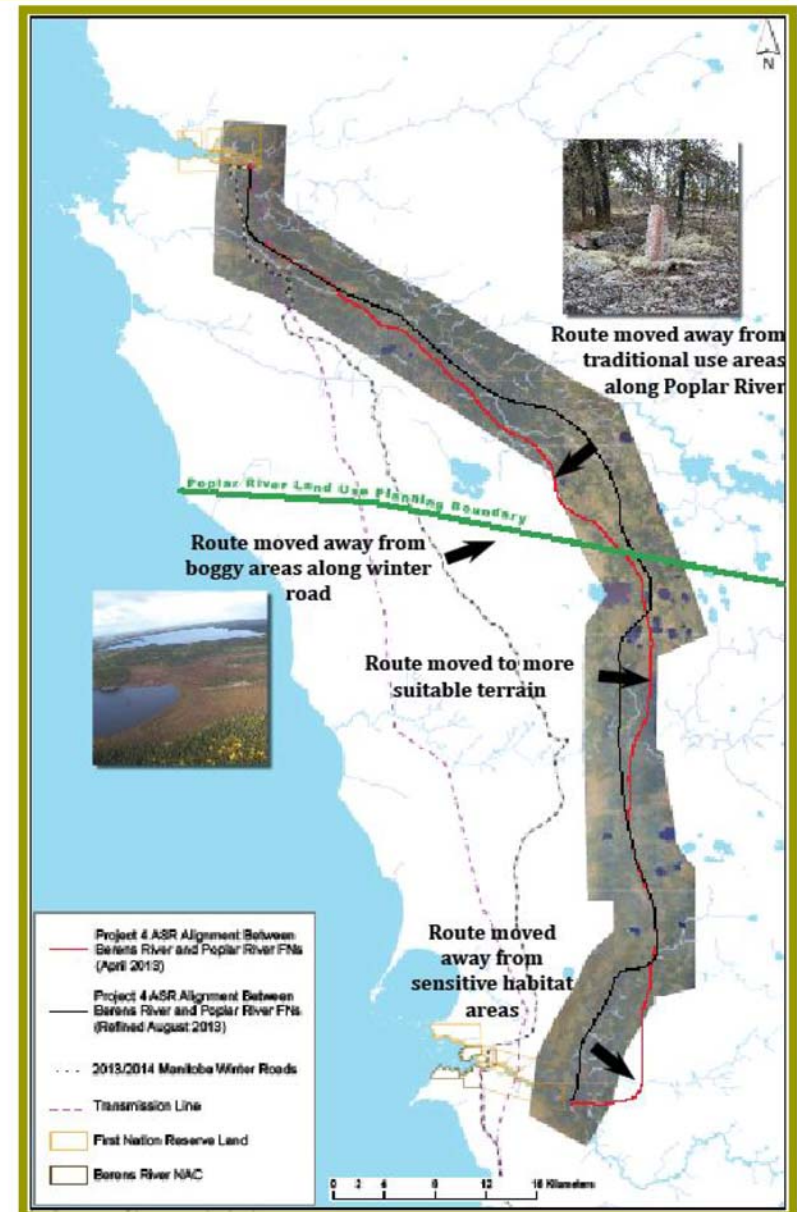 N
Route moved away from
traditional use areas
along Poplar River
Poplar River Land Use Planning Boundary
Route moved away from
boggy areas along winter
road
Route moved to more
suitable terrain
Route moved
away from
sensitive habitat
areas
Project 4 ASR Alignment Between
Berens River and Poplar River FNs
(April 2013)
Project 4 ASR Alignment Between
Berens River and Poplar River FNs
(Refined August 2013)
2013/2014 Manitoba Winter Roads
Transmission Line
First Nation Reserve Land
Berens River NAC
0 2 4 8 12 16 Kilometers